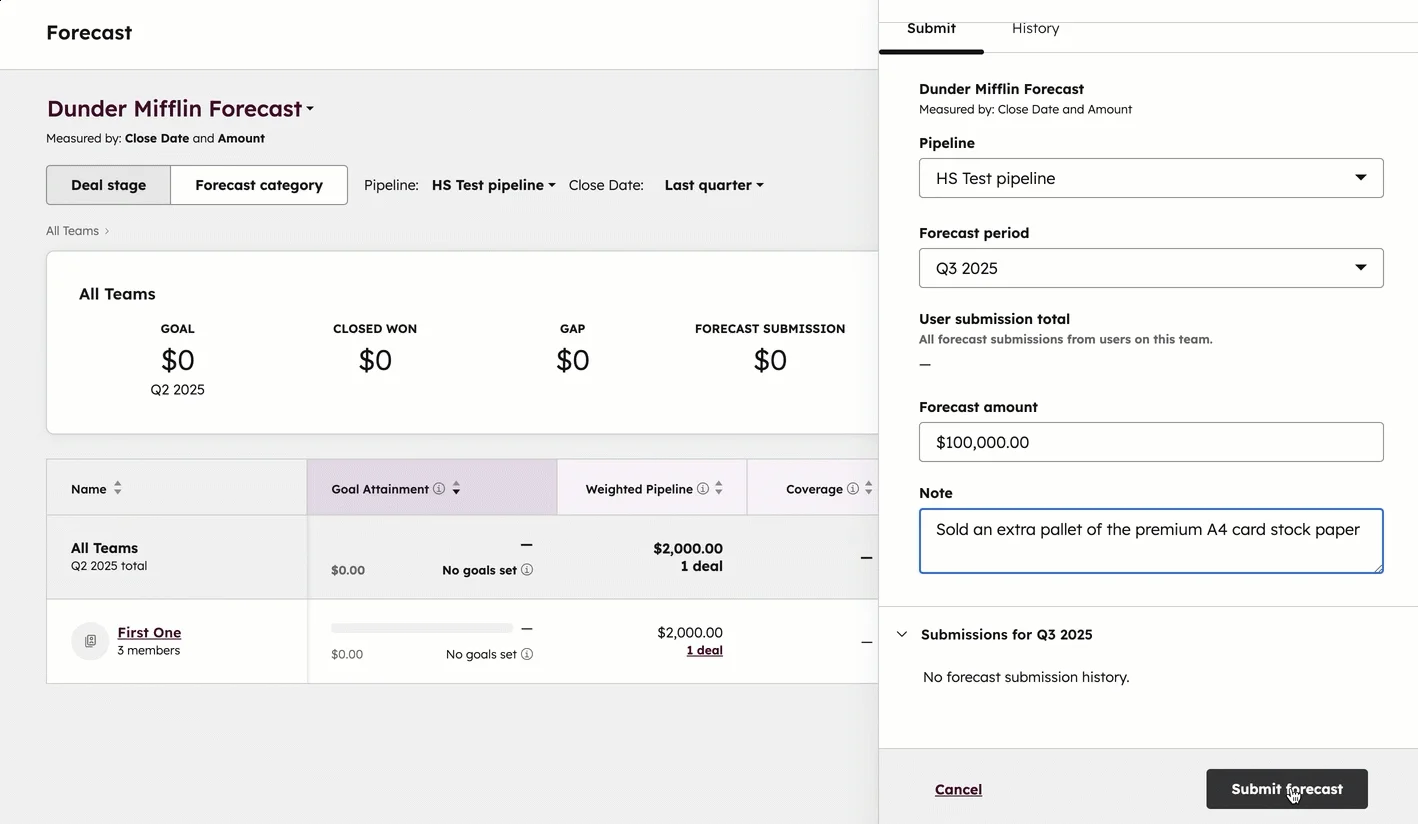 Forecast
Dunder Mifflin Forecast
Measured by: Close Date and Amount
Deal stage
Forecast category
Pipeline: HS Test pipeline
Close Date: Last quarter
All Teams
All Teams
GOAL
$0
Q2 2025
CLOSED WON
$0
GAP
$0
FORECAST SUBMISSION
$0
Name
Goal Attainment
Weighted Pipeline
Coverage
All Teams
Q2 2025 total
—
$0.00
No goals set
$2,000.00
1 deal
—
First One
3 members
—
$0.00
No goals set
$2,000.00
1 deal
—
Submit
History
Dunder Mifflin Forecast
Measured by: Close Date and Amount
Pipeline
HS Test pipeline
Forecast period
Q3 2025
User submission total
All forecast submissions from users on this team.
—
Forecast amount
$100,000.00
Note
Sold an extra pallet of the premium A4 card stock paper
Submissions for Q3 2025
No forecast submission history.
Cancel
Submit forecast